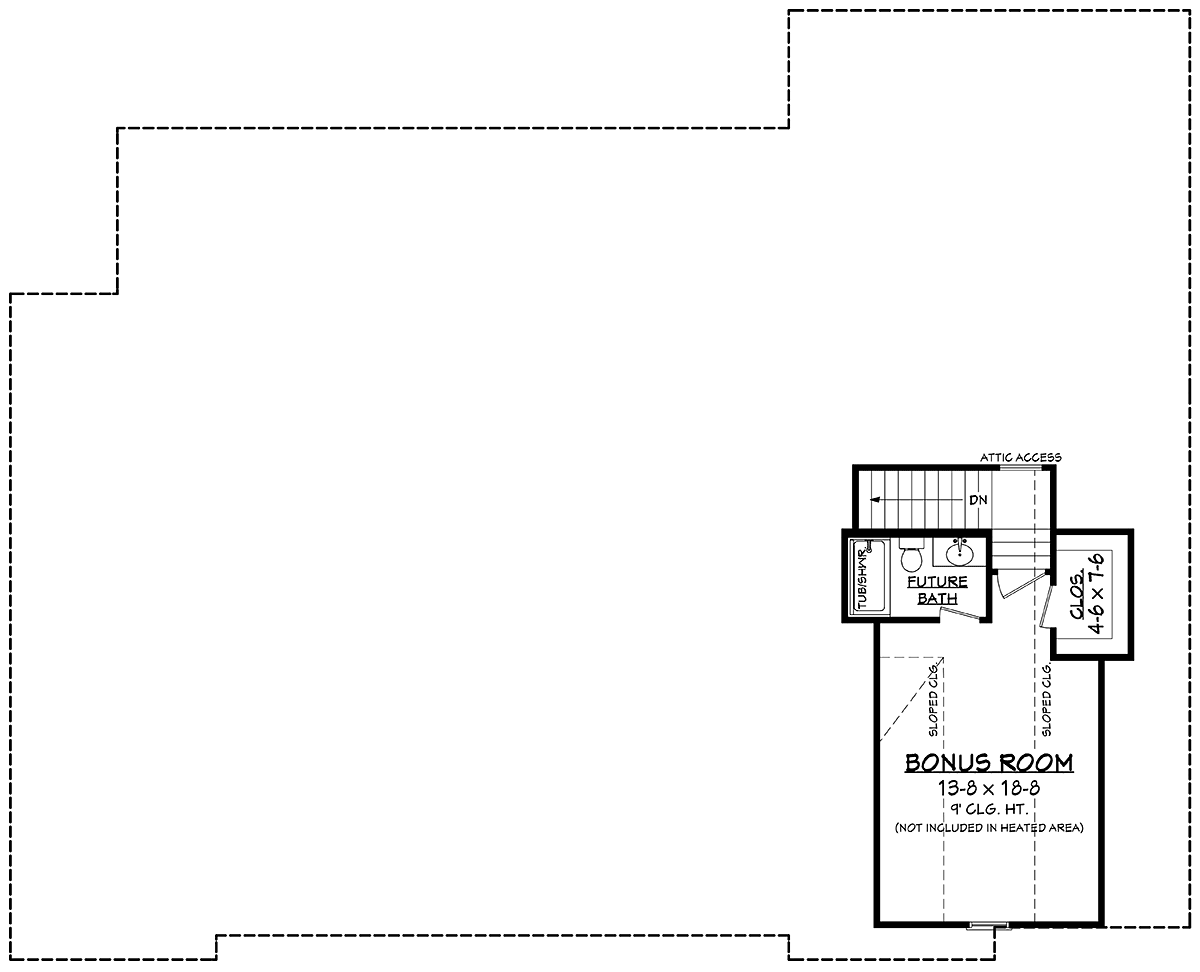 ATTIC ACCESS
DN
TUB/SHWR.
FUTURE
BATH
CLOS.
4-6 x 7-6
SLOPED CLG.
SLOPED CLG.
BONUS ROOM
13-8 x 18-8
9' CLG. HT.
(NOT INCLUDED IN HEATED AREA)